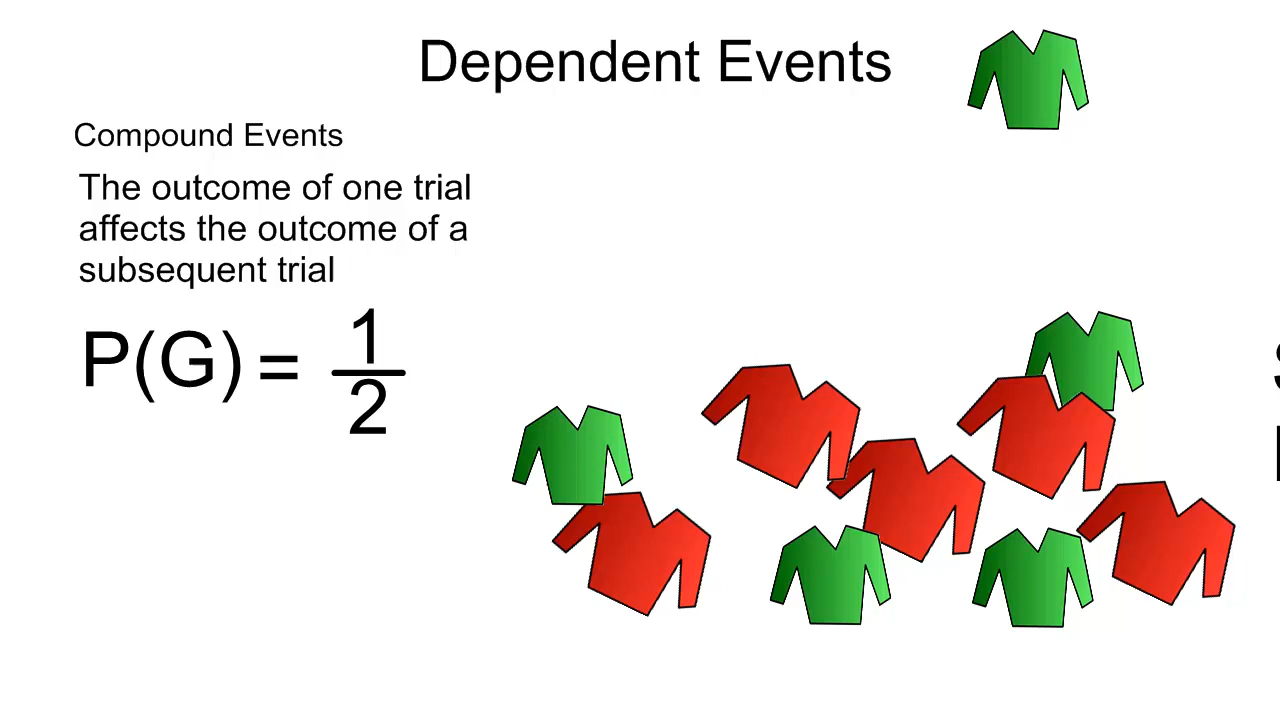 Dependent Events
Compound Events
The outcome of one trial
affects the outcome of a
subsequent trial
P(G) = 1/2